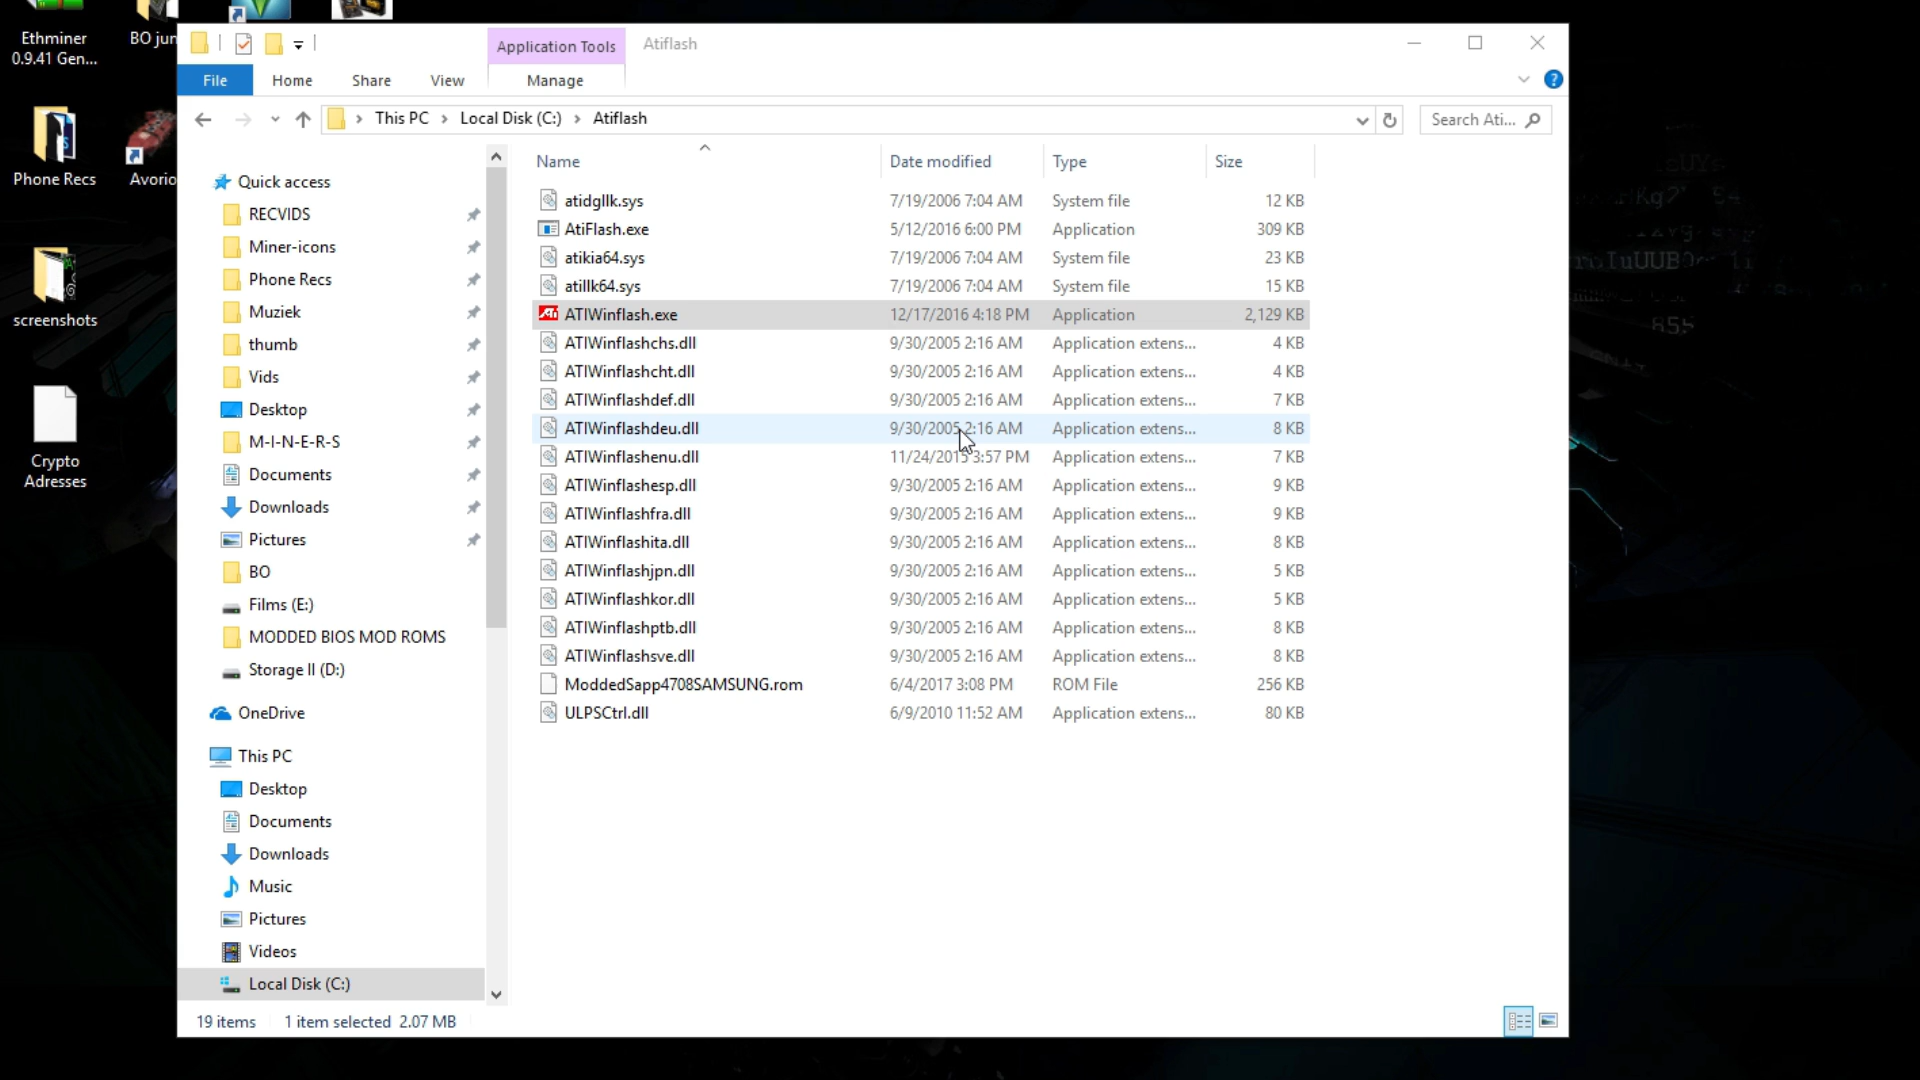 Ethminer
0.9.41 Gen...
BO jun
Phone Recs
Avorio
screenshots
Crypto
Adresses
Application Tools
Atiflash
File
Home
Share
View
Manage
This PC
Local Disk (C:)
Atiflash
Search Ati...
Quick access
RECVIDS
Miner-icons
Phone Recs
Muziek
thumb
Vids
Desktop
M-I-N-E-R-S
Documents
Downloads
Pictures
BO
Films (E:)
MODDED BIOS MOD ROMS
Storage II (D:)
OneDrive
This PC
Desktop
Documents
Downloads
Music
Pictures
Videos
Local Disk (C:)
Name Date modified Type Size
atidgllk.sys 7/19/2006 7:04 AM System file 12 KB
AtiFlash.exe 5/12/2016 6:00 PM Application 309 KB
atikia64.sys 7/19/2006 7:04 AM System file 23 KB
atillk64.sys 7/19/2006 7:04 AM System file 15 KB
ATIWinflash.exe 12/17/2016 4:18 PM Application 2,129 KB
ATIWinflashchs.dll 9/30/2005 2:16 AM Application extens... 4 KB
ATIWinflashcht.dll 9/30/2005 2:16 AM Application extens... 4 KB
ATIWinflashdef.dll 9/30/2005 2:16 AM Application extens... 7 KB
ATIWinflashdeu.dll 9/30/2005 2:16 AM Application extens... 8 KB
ATIWinflashenu.dll 11/24/2015 3:57 PM Application extens... 7 KB
ATIWinflashesp.dll 9/30/2005 2:16 AM Application extens... 9 KB
ATIWinflashfra.dll 9/30/2005 2:16 AM Application extens... 9 KB
ATIWinflashita.dll 9/30/2005 2:16 AM Application extens... 8 KB
ATIWinflashjpn.dll 9/30/2005 2:16 AM Application extens... 5 KB
ATIWinflashkor.dll 9/30/2005 2:16 AM Application extens... 5 KB
ATIWinflashptb.dll 9/30/2005 2:16 AM Application extens... 8 KB
ATIWinflashsve.dll 9/30/2005 2:16 AM Application extens... 8 KB
ModdedSapp4708SAMSUNG.rom 6/4/2017 3:08 PM ROM File 256 KB
ULPSCtrl.dll 6/9/2010 11:52 AM Application extens... 80 KB
19 items 1 item selected 2.07 MB